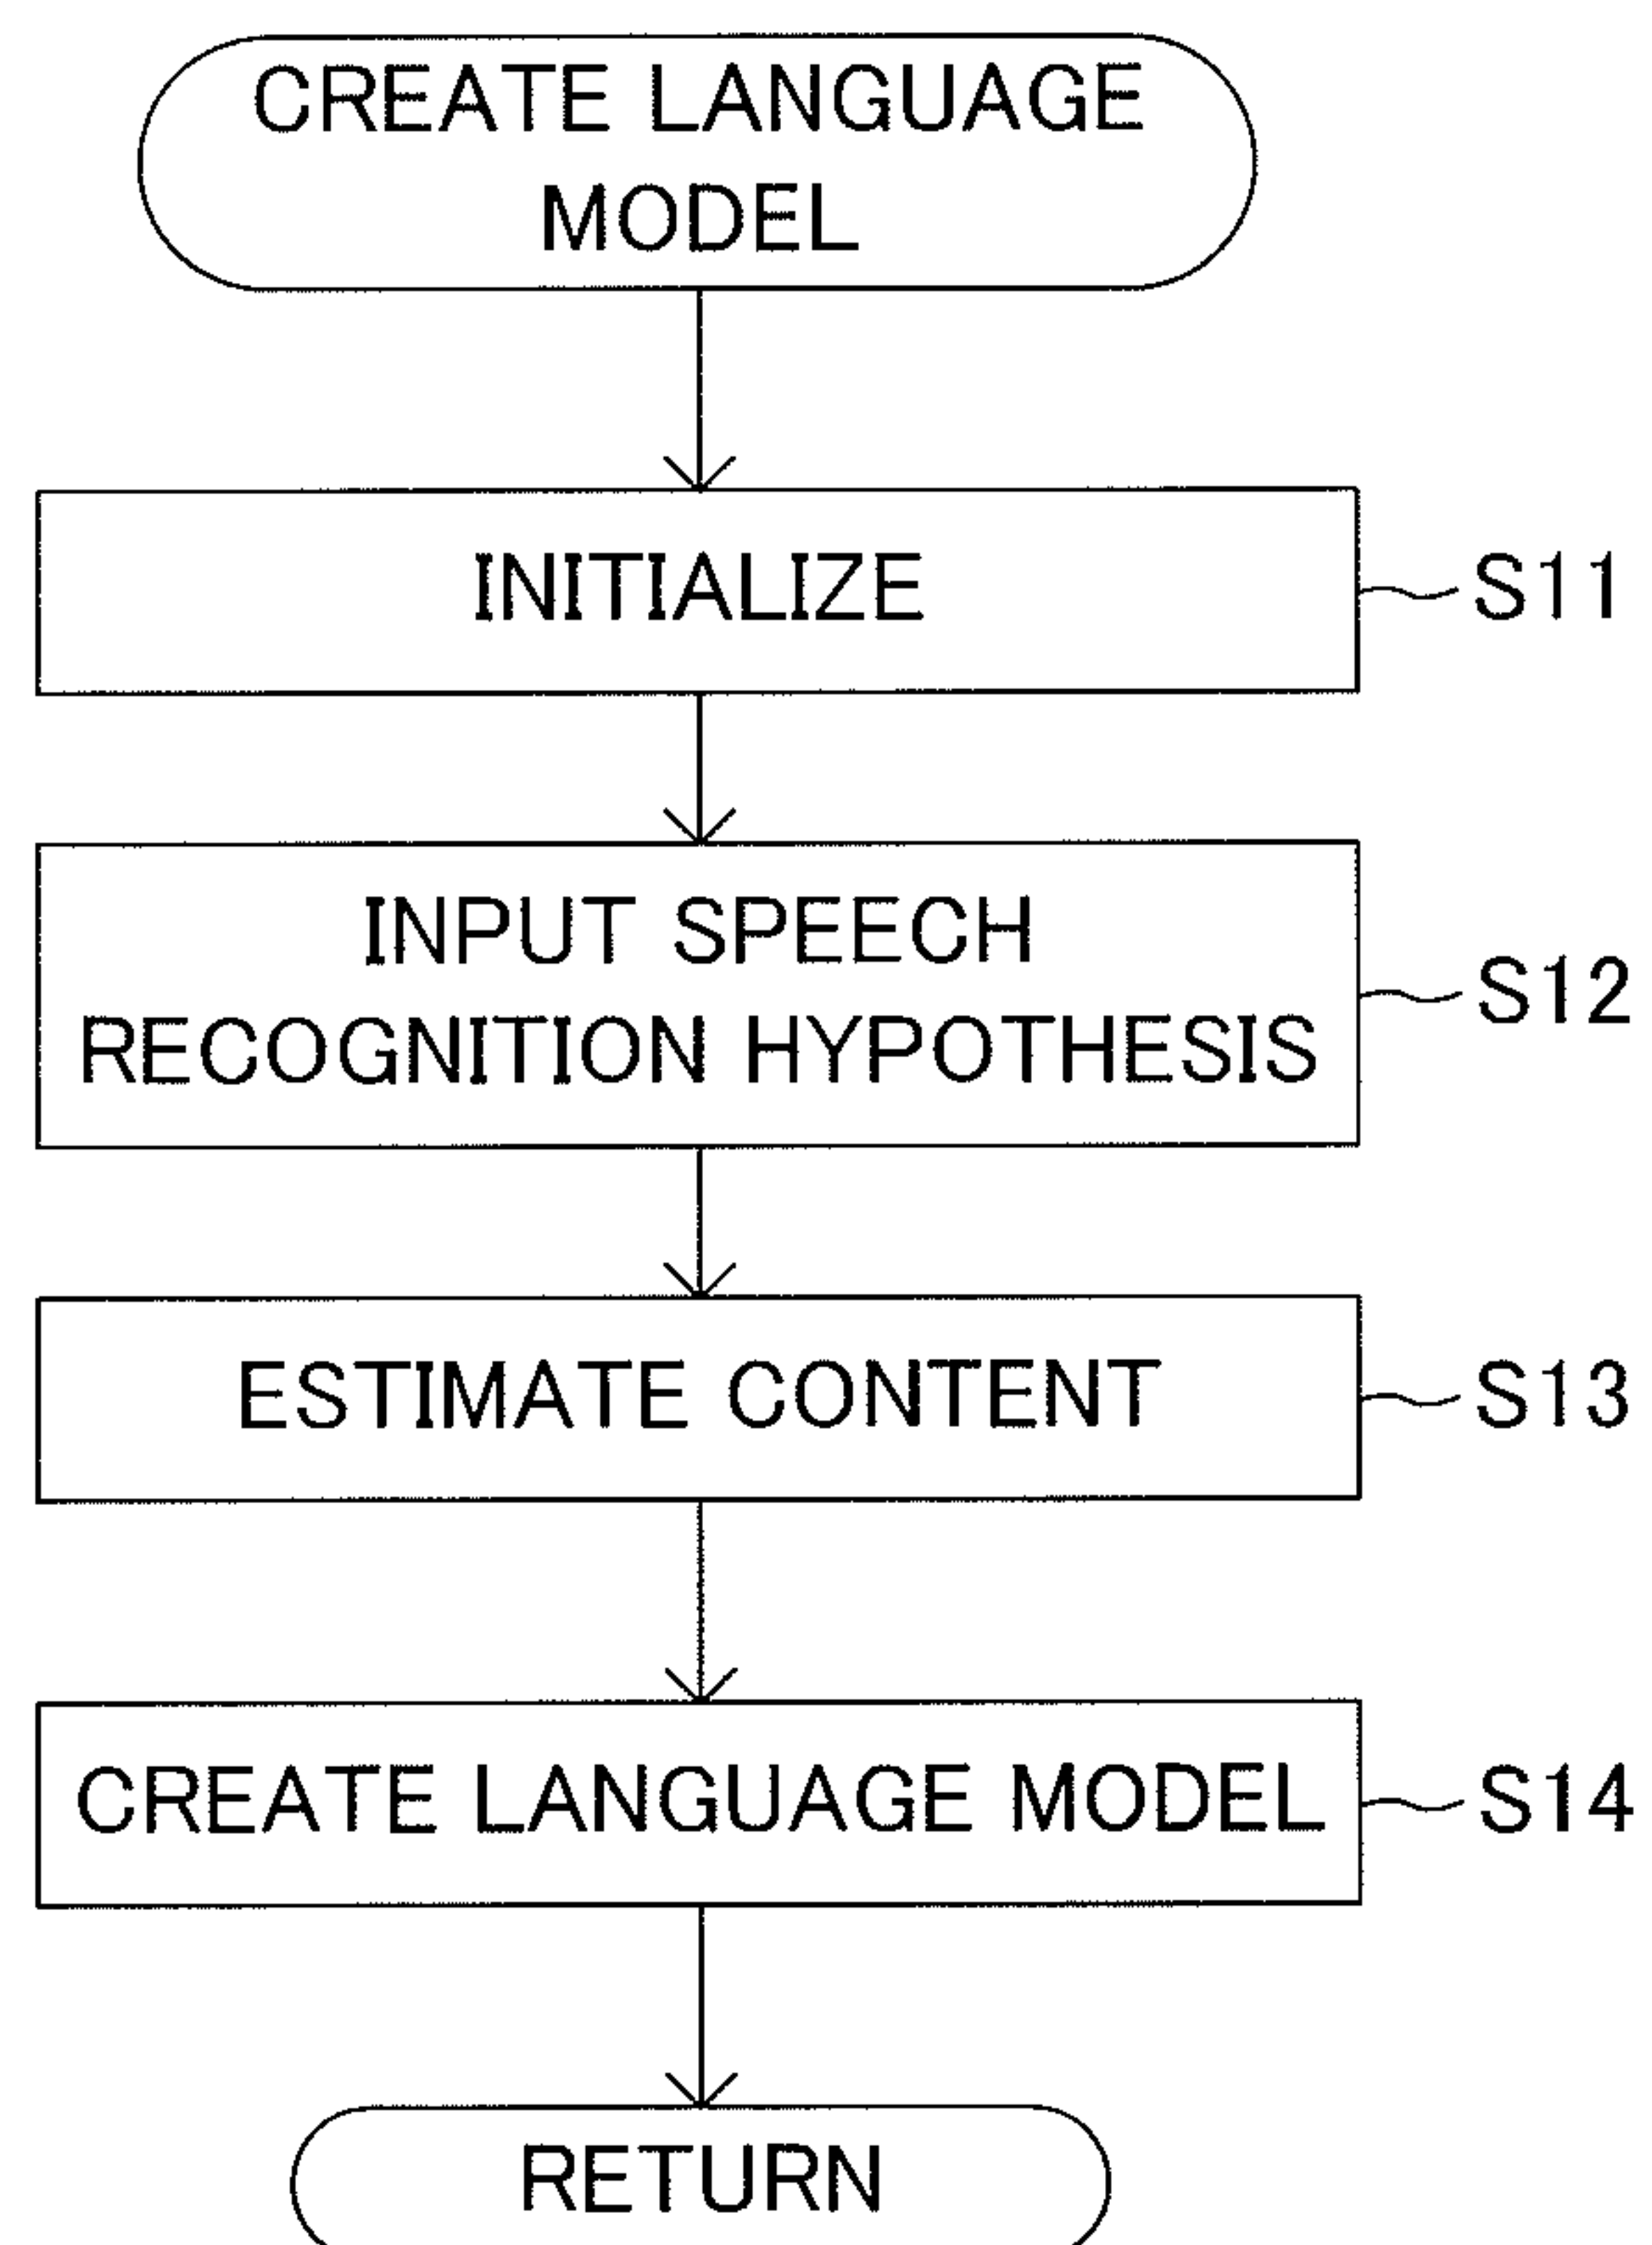 CREATE LANGUAGE
MODEL
INITIALIZE
S11
INPUT SPEECH
RECOGNITION HYPOTHESIS
S12
ESTIMATE CONTENT
S13
CREATE LANGUAGE MODEL
S14
RETURN